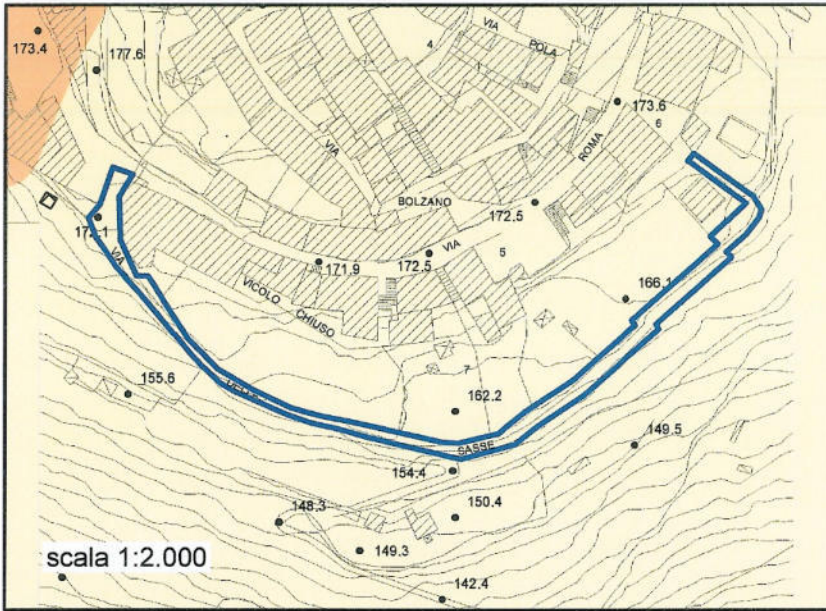 173.4
177.6
VIA
POLA
4
173.6
6
VIA
ROMA
BOLZANO
172.5
VIA
171.9
172.5
5
VIA
VICOLO
CHIUSO
166.1
155.6
7
162.2
SASSE
149.5
154.4
148.3
150.4
149.3
scala 1:2.000
142.4